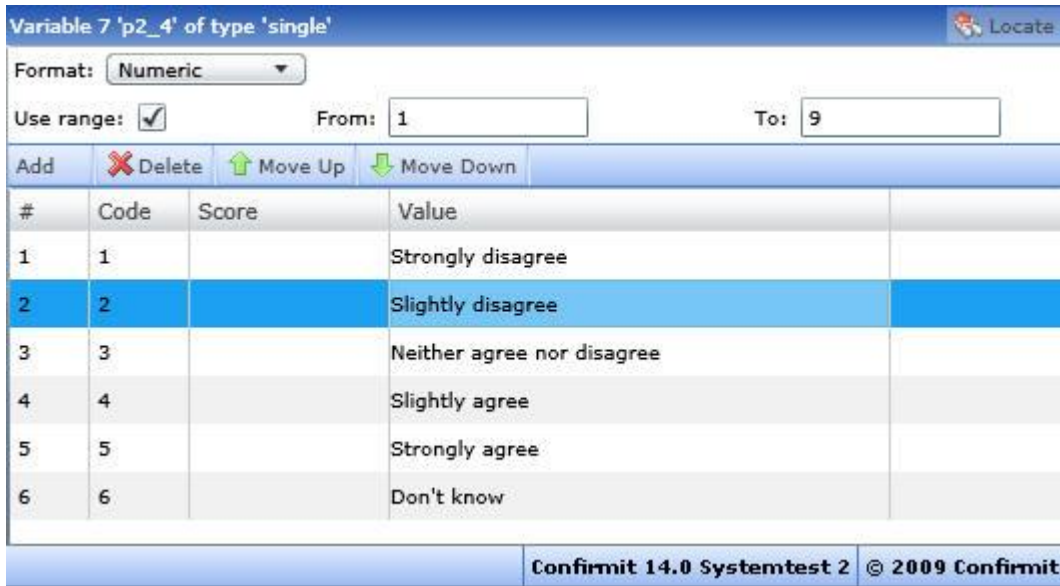 Variable 7 'p2_4' of type 'single' Locate
Format: Numeric
Use range: From: 1 To: 9
Add Delete Move Up Move Down
# Code Score Value
1 1 Strongly disagree
2 2 Slightly disagree
3 3 Neither agree nor disagree
4 4 Slightly agree
5 5 Strongly agree
6 6 Don't know
Confirmit 14.0 Systemtest 2 © 2009 Confirmit